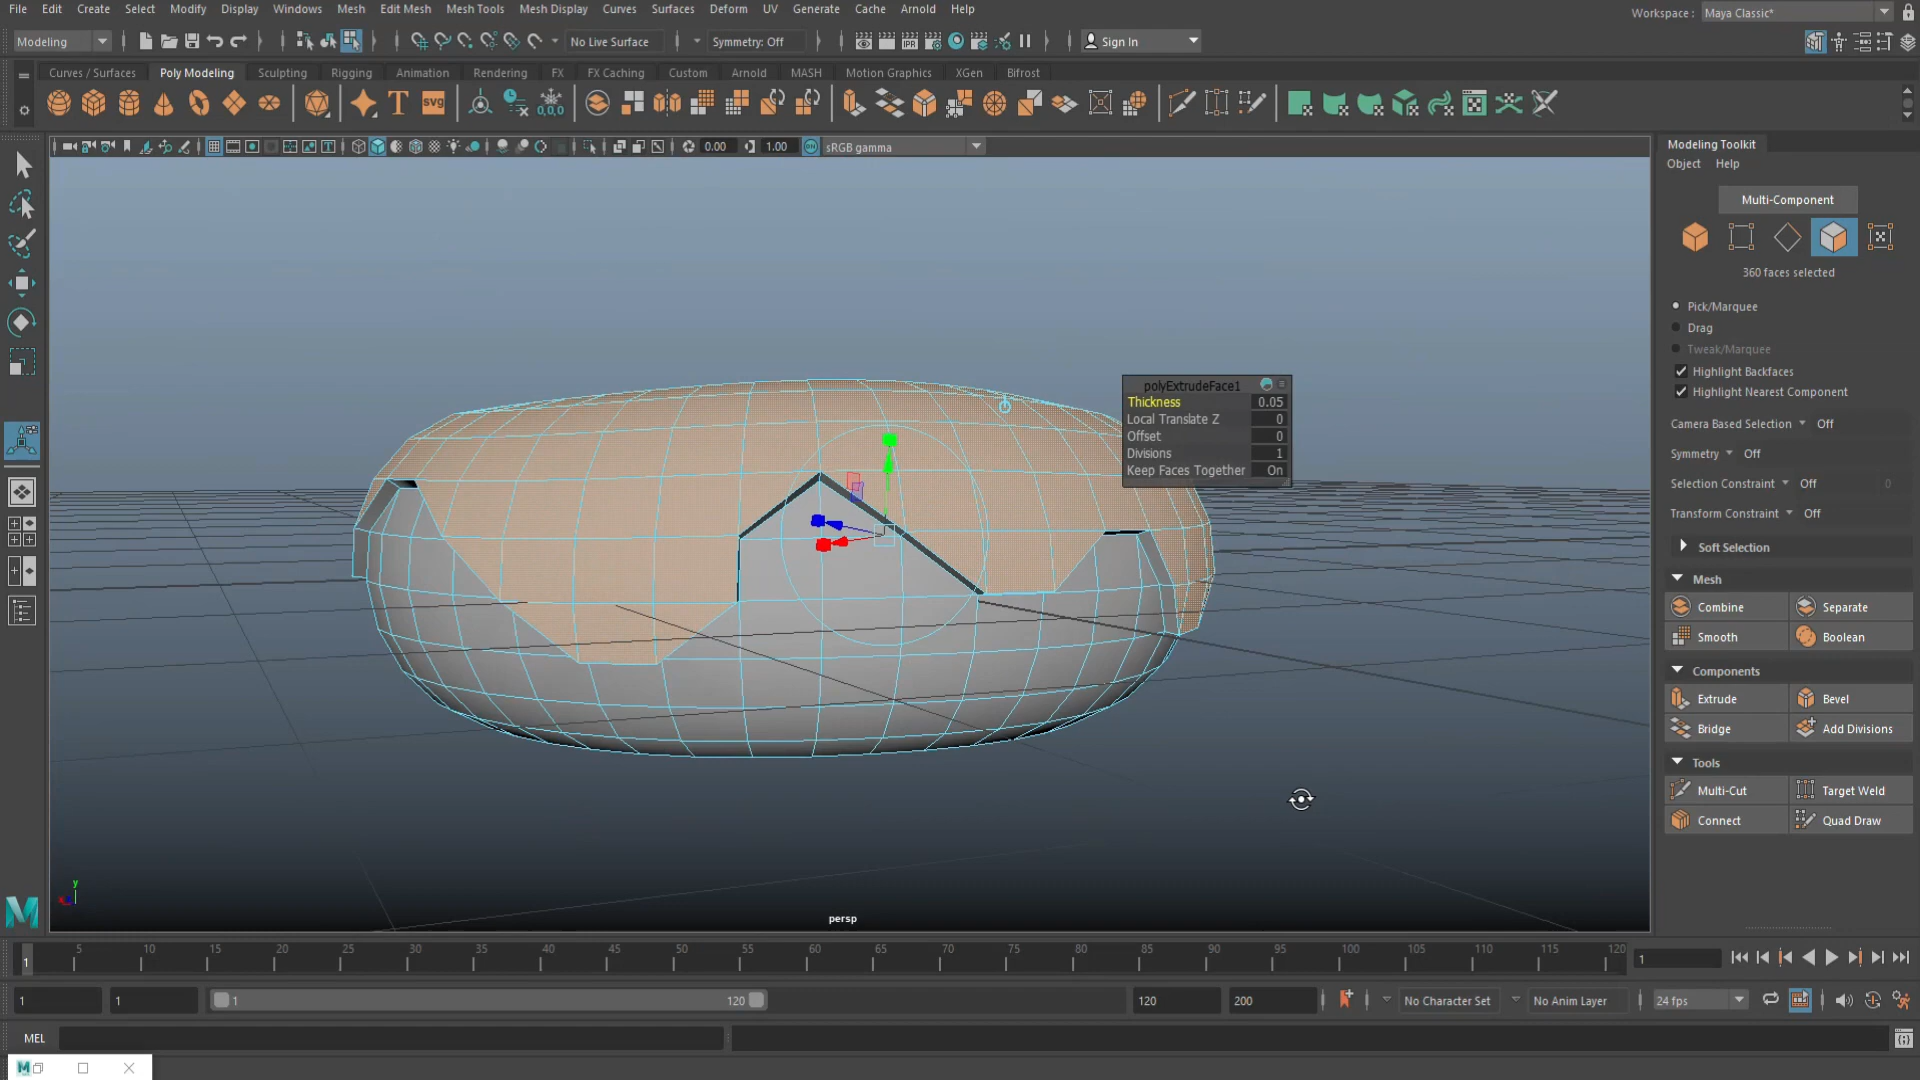 File Edit Create Select Modify Display Windows Mesh Edit Mesh Mesh Tools Mesh Display Curves Surfaces Deform UV Generate Cache Arnold Help
Workspace : Maya Classic*
Modeling No Live Surface Symmetry: Off Sign In
Curves / Surfaces Poly Modeling Sculpting Rigging Animation Rendering FX FX Caching Custom Arnold MASH Motion Graphics XGen Bifrost
T svg 0,0,0
0.00 1.00 ON sRGB gamma
Modeling Toolkit
Object Help
Multi-Component
360 faces selected
Pick/Marquee
Drag
Tweak/Marquee
Highlight Backfaces
Highlight Nearest Component
Camera Based Selection Off
Symmetry Off
Selection Constraint Off 0
Transform Constraint Off
Soft Selection
Mesh
Combine Separate
Smooth Boolean
Components
Extrude Bevel
Bridge Add Divisions
Tools
Multi-Cut Target Weld
Connect Quad Draw
polyExtrudeFace1
Thickness 0.05
Local Translate Z 0
Offset 0
Divisions 1
Keep Faces Together On
y
x
persp
5 10 15 20 25 30 35 40 45 50 55 60 65 70 75 80 85 90 95 100 105 110 115 120
1 1
1 1 1 120 120 200 No Character Set No Anim Layer 24 fps
MEL
M